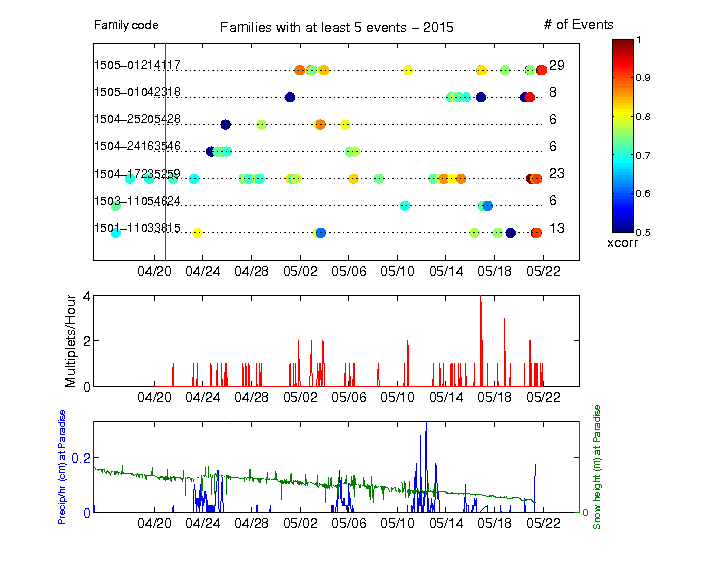 Family code
Families with at least 5 events − 2015
# of Events
1505−01214117
29
1505−01042318
8
1504−25205428
6
1504−24163546
6
1504−17235259
23
1503−11054624
6
1501−11033815
13
04/20 04/24 04/28 05/02 05/06 05/10 05/14 05/18 05/22
1
0.9
0.8
0.7
0.6
0.5
xcorr
Multiplets/Hour
4
2
0
04/20 04/24 04/28 05/02 05/06 05/10 05/14 05/18 05/22
Precip/hr (cm) at Paradise
0.2
0
04/20 04/24 04/28 05/02 05/06 05/10 05/14 05/18 05/22
0
Snow height (m) at Paradise